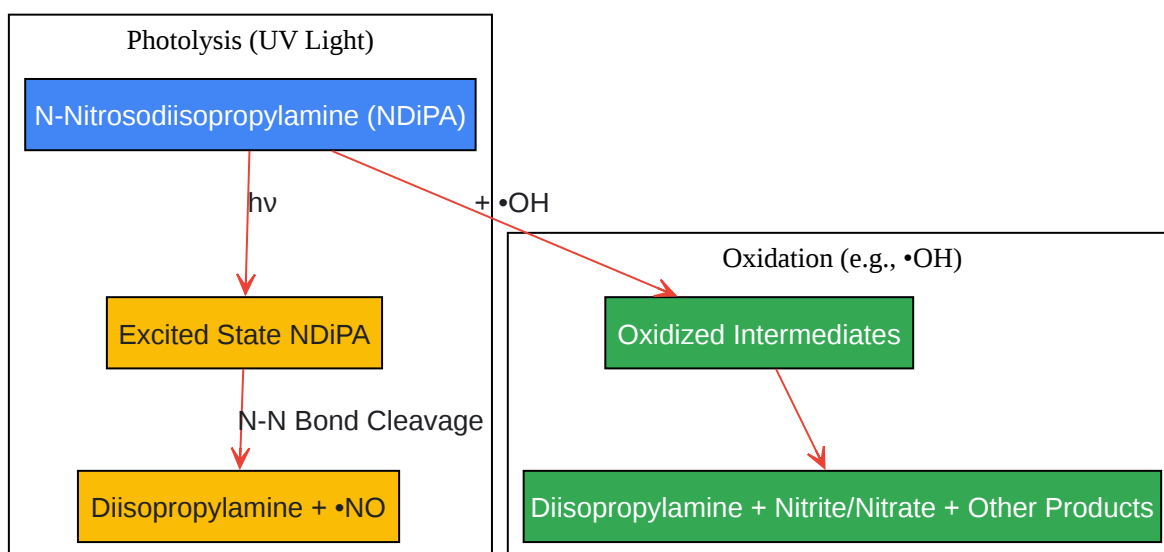 Photolysis (UV Light)
N-Nitrosodiisopropylamine (NDiPA)
hν
+ •OH
Oxidation (e.g., •OH)
Excited State NDiPA
Oxidized Intermediates
N-N Bond Cleavage
Diisopropylamine + •NO
Diisopropylamine + Nitrite/Nitrate + Other Products